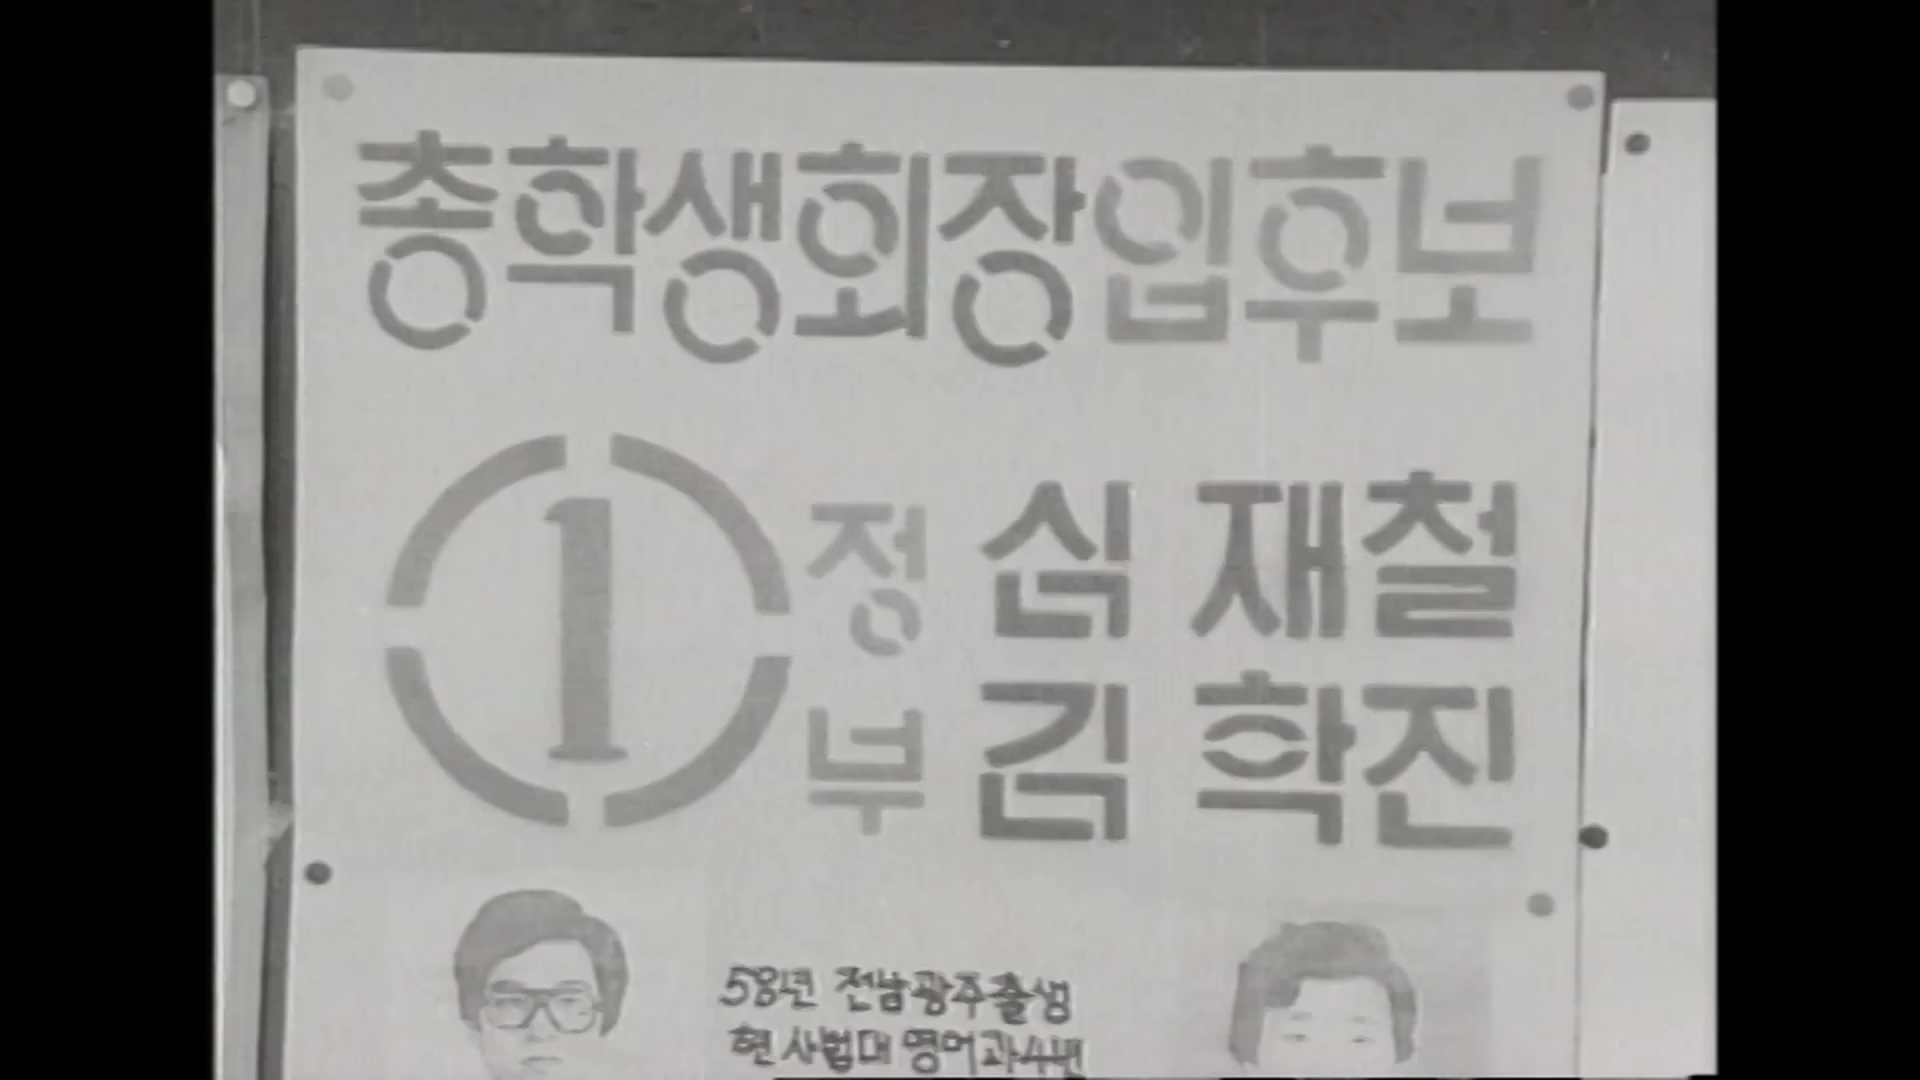 총학생회장입후보
1 정 심 재철
부 김 학진
58년 전남광주출생
현 사범대 영어과 4년